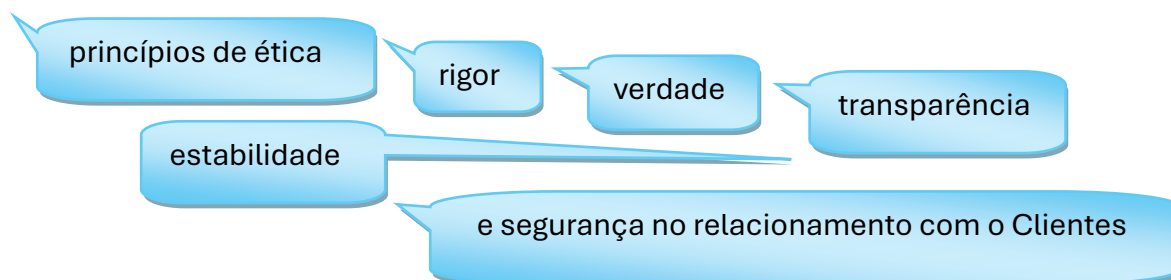 princípios de ética
rigor
verdade
transparência
estabilidade
e segurança no relacionamento com o Clientes